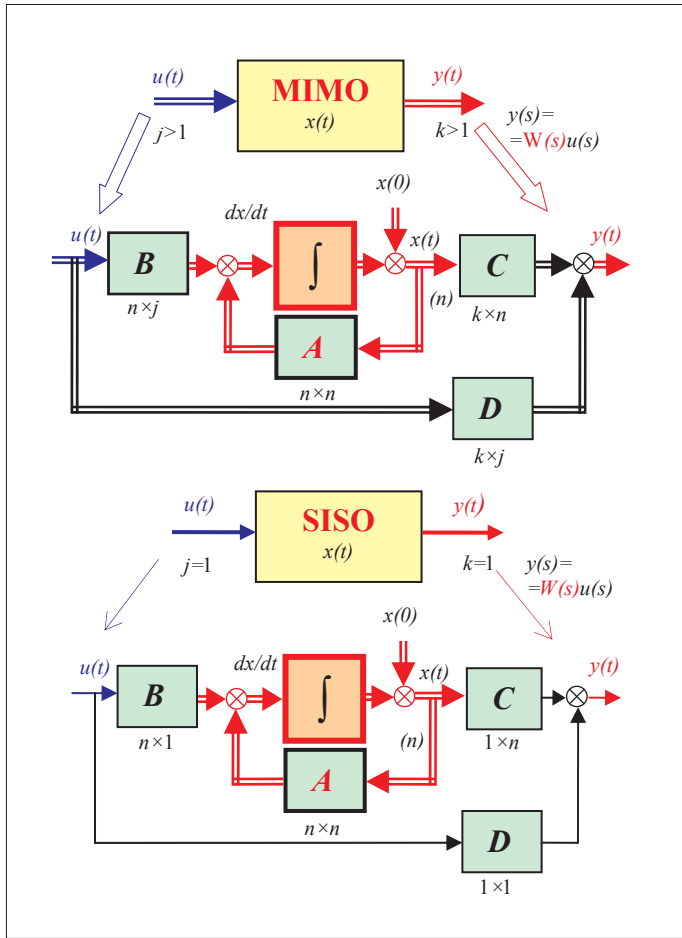 u(t)
MIMO
x(t)
y(t)
j>1
k>1
y(s)=
=W(s)u(s)
x(0)
u(t)
B
n×j
dx/dt
∫
x(t)
(n)
C
k×n
y(t)
A
n×n
D
k×j
u(t)
SISO
x(t)
y(t)
j=1
k=1
y(s)=
=W(s)u(s)
x(0)
u(t)
B
n×1
dx/dt
∫
x(t)
(n)
C
1×n
y(t)
A
n×n
D
1×1